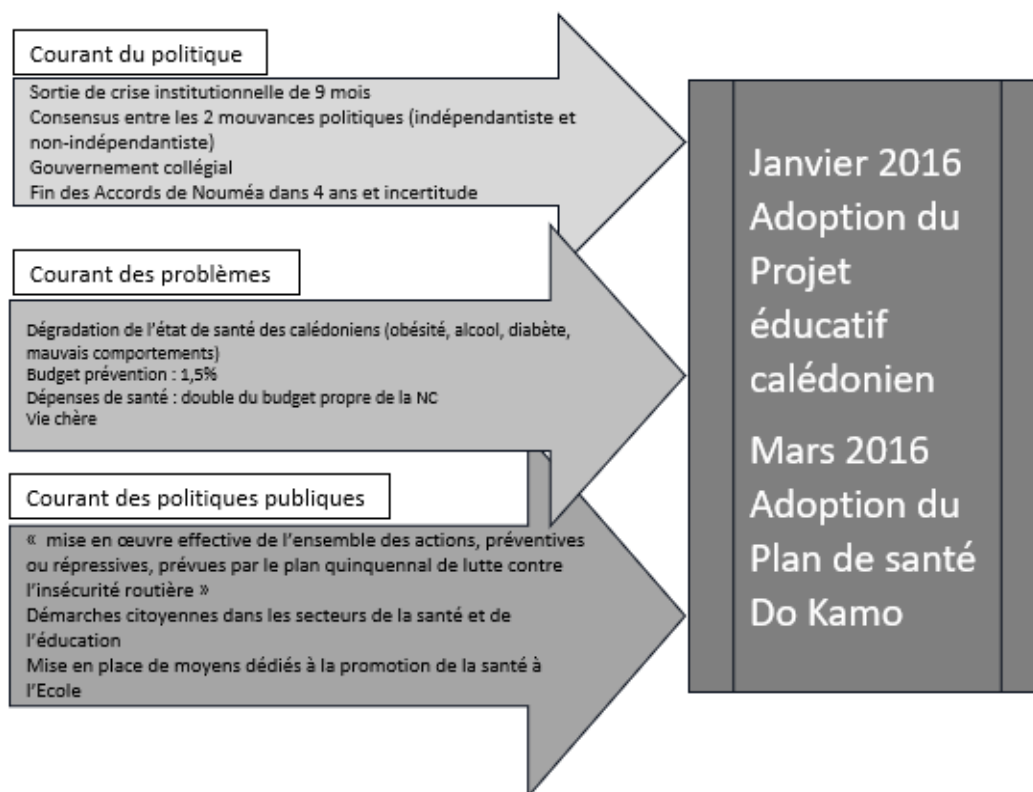 Courant du politique
Sortie de crise institutionnelle de 9 mois
Consensus entre les 2 mouvances politiques (indépendantiste et
non-indépendantiste)
Gouvernement collégial
Fin des Accords de Nouméa dans 4 ans et incertitude
Courant des problèmes
Dégradation de l'état de santé des calédoniens (obésité, alcool, diabète,
mauvais comportements)
Budget prévention : 1,5%
Dépenses de santé : double du budget propre de la NC
Vie chère
Courant des politiques publiques
« mise en œuvre effective de l'ensemble des actions, préventives
ou répressives, prévues par le plan quinquennal de lutte contre
l'insécurité routière »
Démarches citoyennes dans les secteurs de la santé et de
l'éducation
Mise en place de moyens dédiés à la promotion de la santé à
l'Ecole
Janvier 2016
Adoption du
Projet
éducatif
calédonien
Mars 2016
Adoption du
Plan de santé
Do Kamo